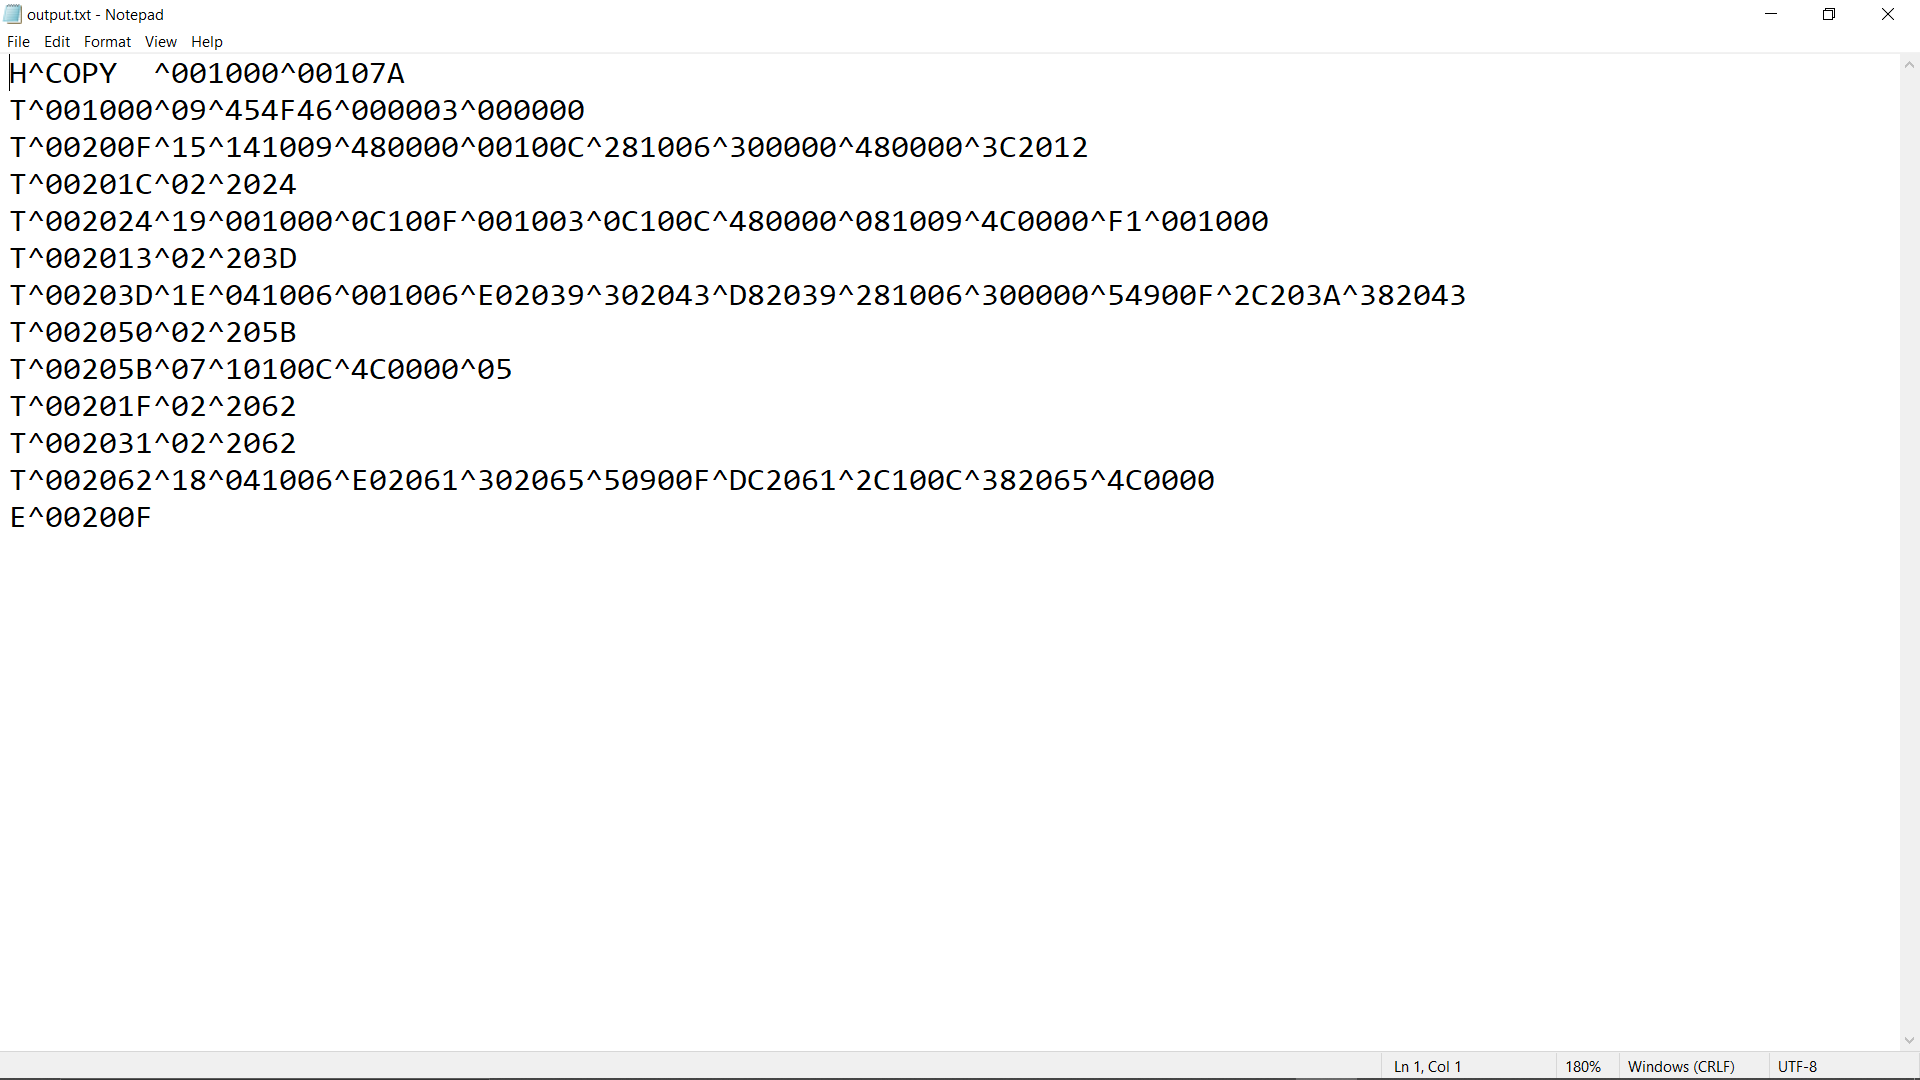 output.txt - Notepad
File Edit Format View Help
H^COPY  ^001000^00107A
T^001000^09^454F46^000003^000000
T^00200F^15^141009^480000^00100C^281006^300000^480000^3C2012
T^00201C^02^2024
T^002024^19^001000^0C100F^001003^0C100C^480000^081009^4C0000^F1^001000
T^002013^02^203D
T^00203D^1E^041006^001006^E02039^302043^D82039^281006^300000^54900F^2C203A^382043
T^002050^02^205B
T^00205B^07^10100C^4C0000^05
T^00201F^02^2062
T^002031^02^2062
T^002062^18^041006^E02061^302065^50900F^DC2061^2C100C^382065^4C0000
E^00200F
Ln 1, Col 1 180% Windows (CRLF) UTF-8